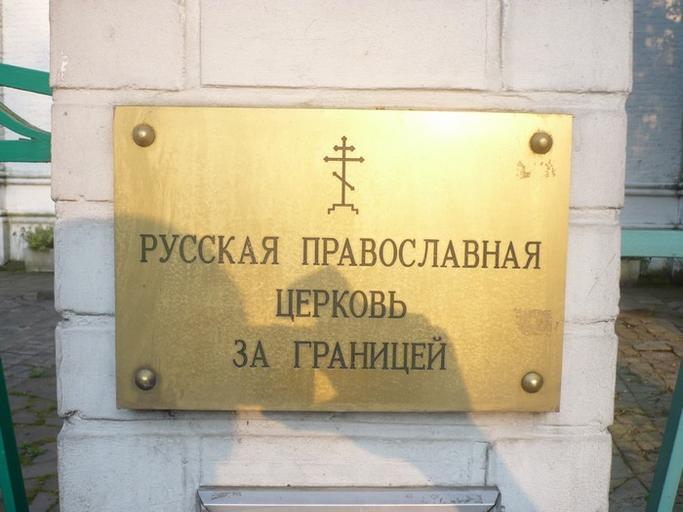 РУССКАЯ ПРАВОСЛАВНАЯ
ЦЕРКОВЬ
ЗА ГРАНИЦЕЙ